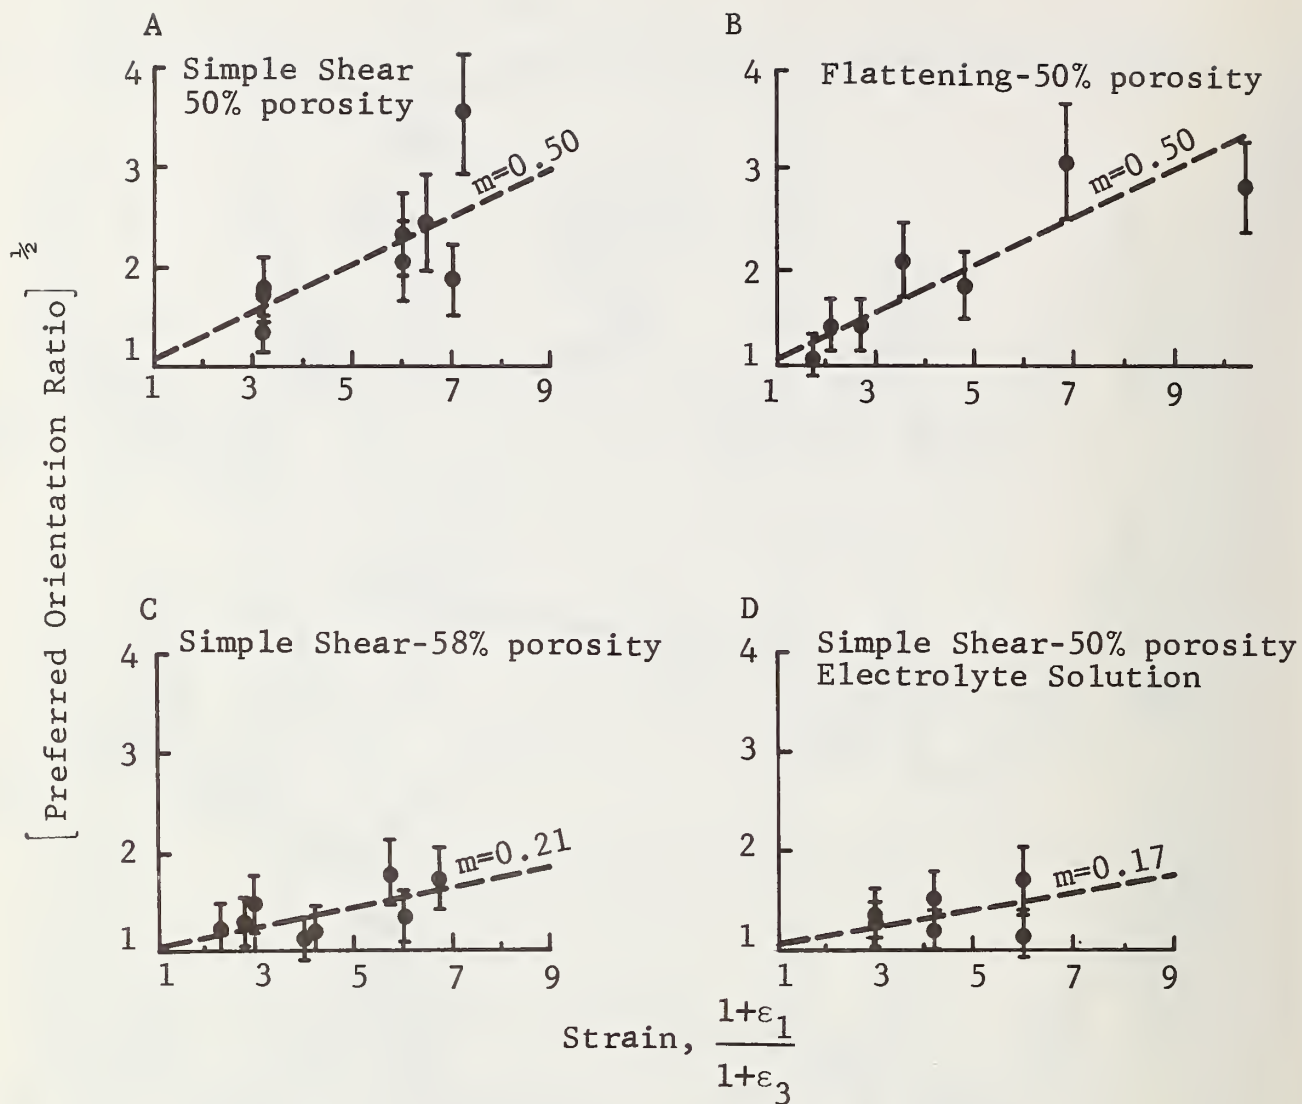 A
Simple Shear
50% porosity
4
3
2
1
m=0.50
1 3 5 7 9
B
Flattening-50% porosity
4
3
2
1
m=0.50
1 3 5 7 9
[Preferred Orientation Ratio]½
C
Simple Shear-58% porosity
4
3
2
1
m=0.21
1 3 5 7 9
D
Simple Shear-50% porosity
Electrolyte Solution
4
3
2
1
m=0.17
1 3 5 7 9
Strain, 1+ε1
1+ε3